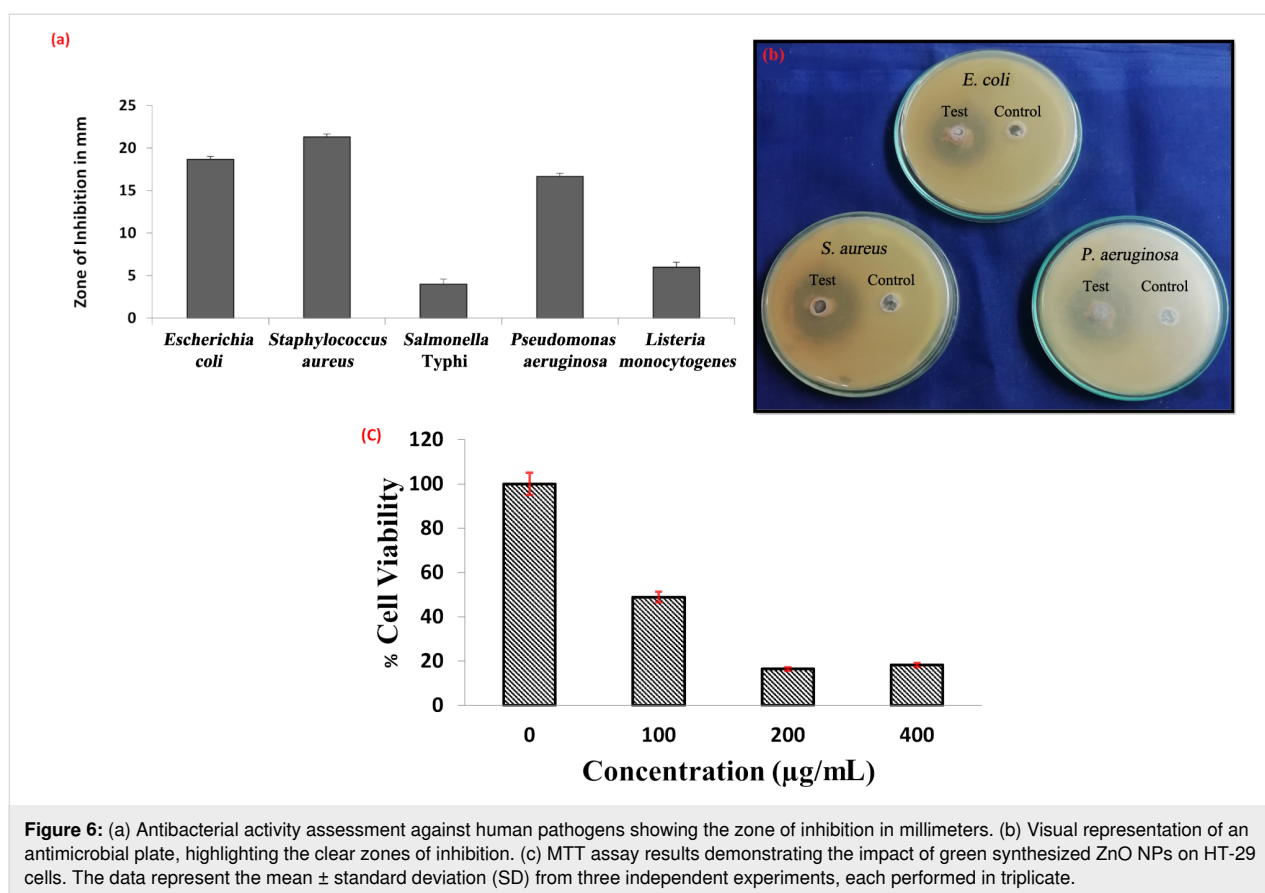 (a)
Zone of Inhibition in mm
25
20
15
10
5
0
Escherichia coli
Staphylococcus aureus
Salmonella Typhi
Pseudomonas aeruginosa
Listeria monocytogenes
(b)
E. coli
Test Control
S. aureus
Test Control
P. aeruginosa
Test Control
(C)
% Cell Viability
120
100
80
60
40
20
0
0 100 200 400
Concentration (µg/mL)
Figure 6: (a) Antibacterial activity assessment against human pathogens showing the zone of inhibition in millimeters. (b) Visual representation of an
antimicrobial plate, highlighting the clear zones of inhibition. (c) MTT assay results demonstrating the impact of green synthesized ZnO NPs on HT-29
cells. The data represent the mean ± standard deviation (SD) from three independent experiments, each performed in triplicate.